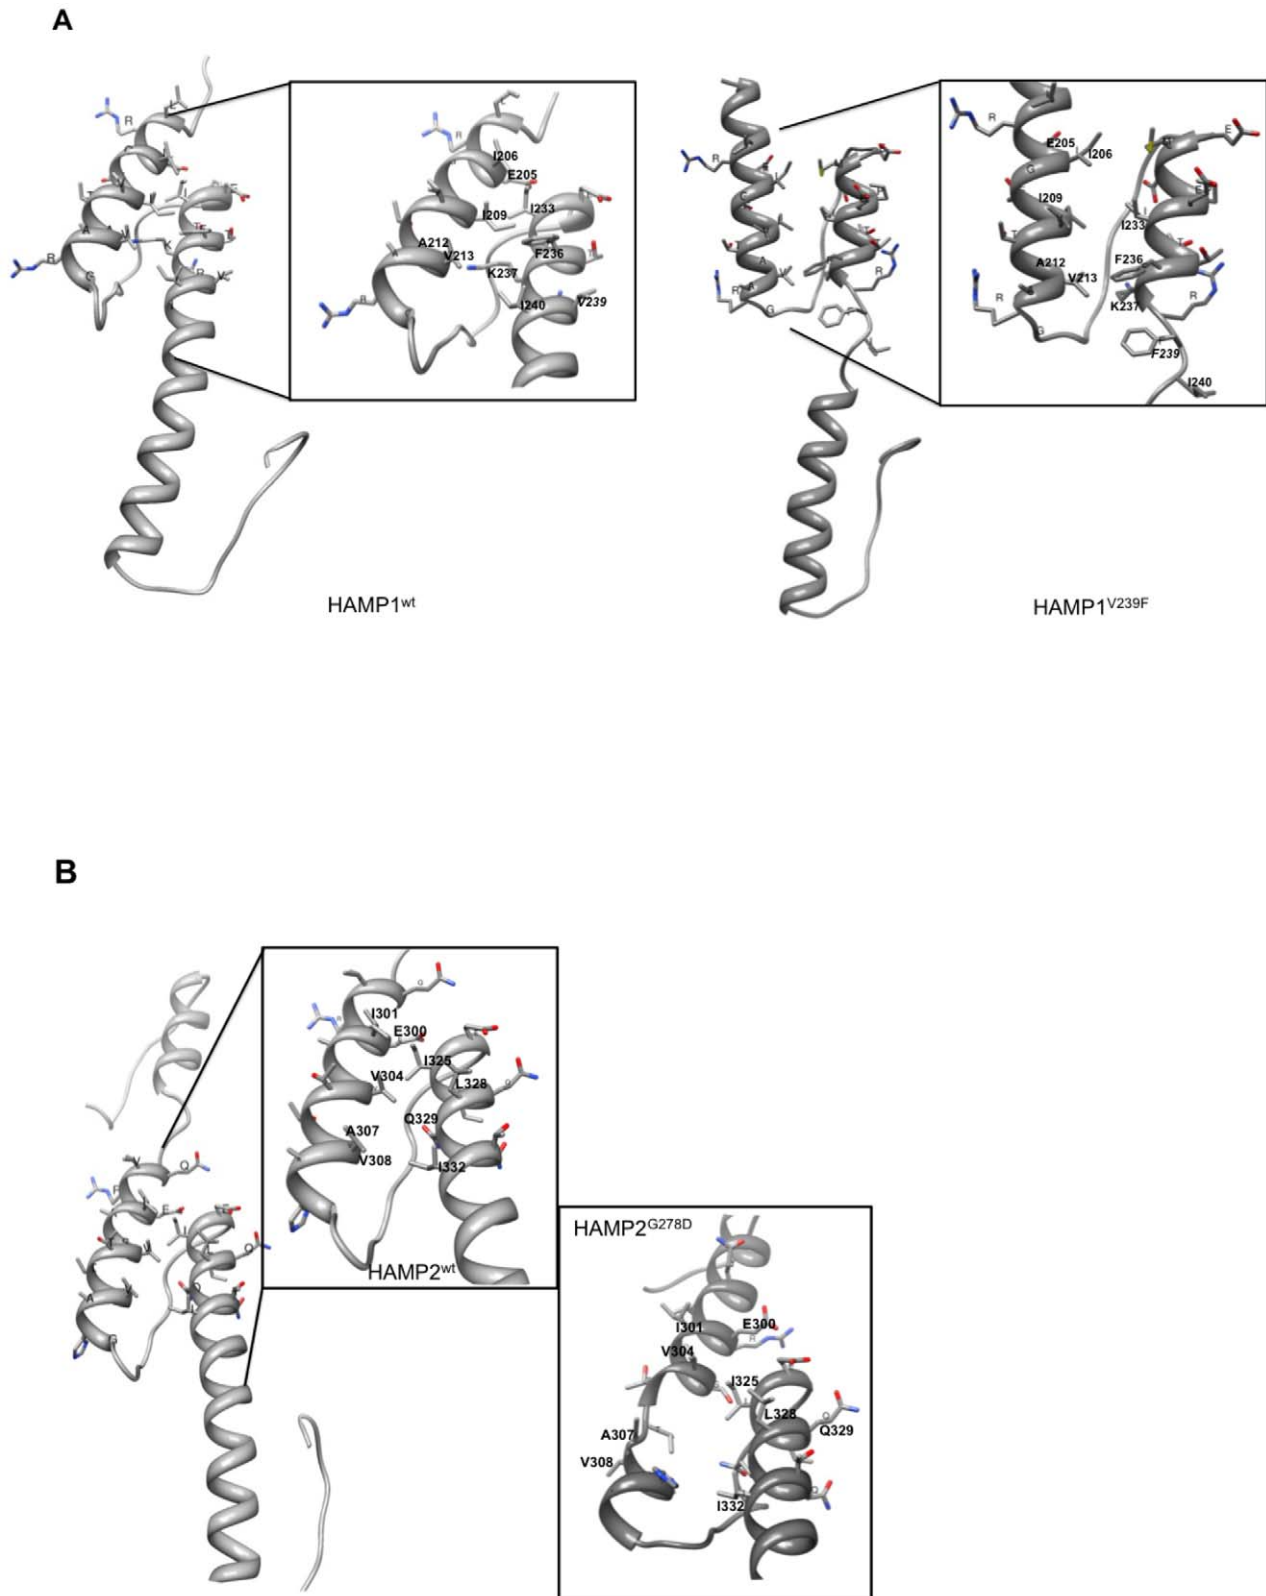 A
R
L
I206
E205
I209
I233
A212
V213
F236
K237
I240
V239
R
A
T
G
K
R
V
HAMP1wt
R
E205
I206
G
I209
I233
T
A212
V213
F236
K237
R
G
F239
I240
E
R
HAMP1V239F
B
I301
E300
I325
V304
L328
Q329
A307
V308
I332
HAMP2wt
V
Q
R
E
A
G
Q
HAMP2G278D
I301
E300
R
V304
I325
L328
Q329
A307
V308
I332
Q